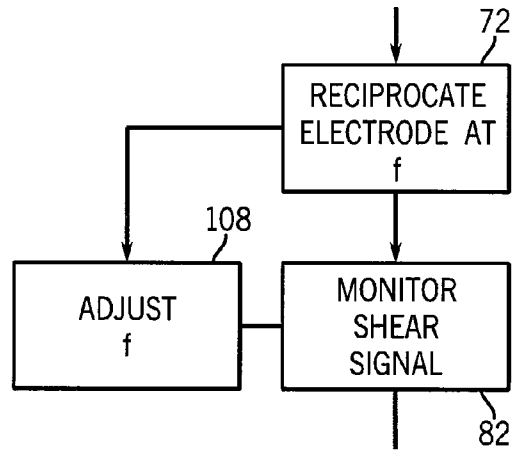 72
RECIPROCATE
ELECTRODE AT
f
108
ADJUST
f
MONITOR
SHEAR
SIGNAL
82